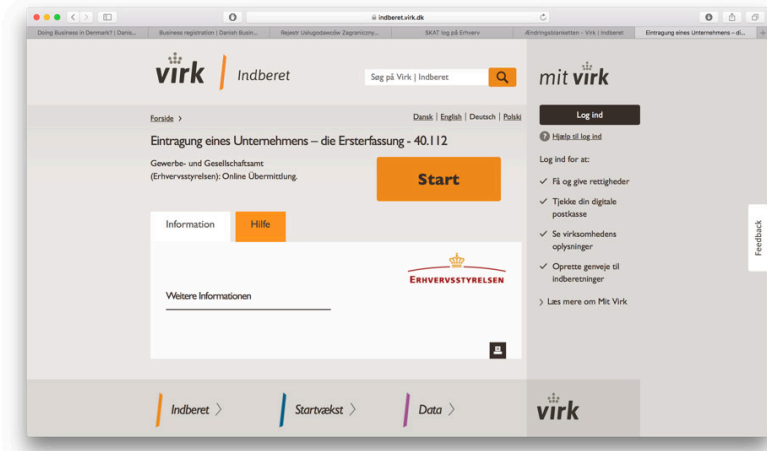 indberet.virk.dk
Doing Business in Denmark? | Danis...
Business registration | Danish Busin...
Rejestr Usługodawców Zagraniczny...
SKAT log på Erhverv
Ændringsblanketten - Virk | Indberet
Eintragung eines Unternehmens – di...
virk
Indberet
Søg på Virk | Indberet
mit virk
Forside >
Dansk | English | Deutsch | Polski
Log ind
Hjælp til log ind
Eintragung eines Unternehmens – die Ersterfassung - 40.112
Gewerbe- und Gesellschaftsamt
(Erhvervsstyrelsen): Online Übermittlung.
Start
Log ind for at:
Få og give rettigheder
Tjekke din digitale
postkasse
Se virksomhedens
oplysninger
Oprette genveje til
indberetninger
> Læs mere om Mit Virk
Feedback
Information
Hilfe
ERHVERVSSTYRELSEN
Weitere Informationen
Indberet >
Startvækst >
Data >
virk